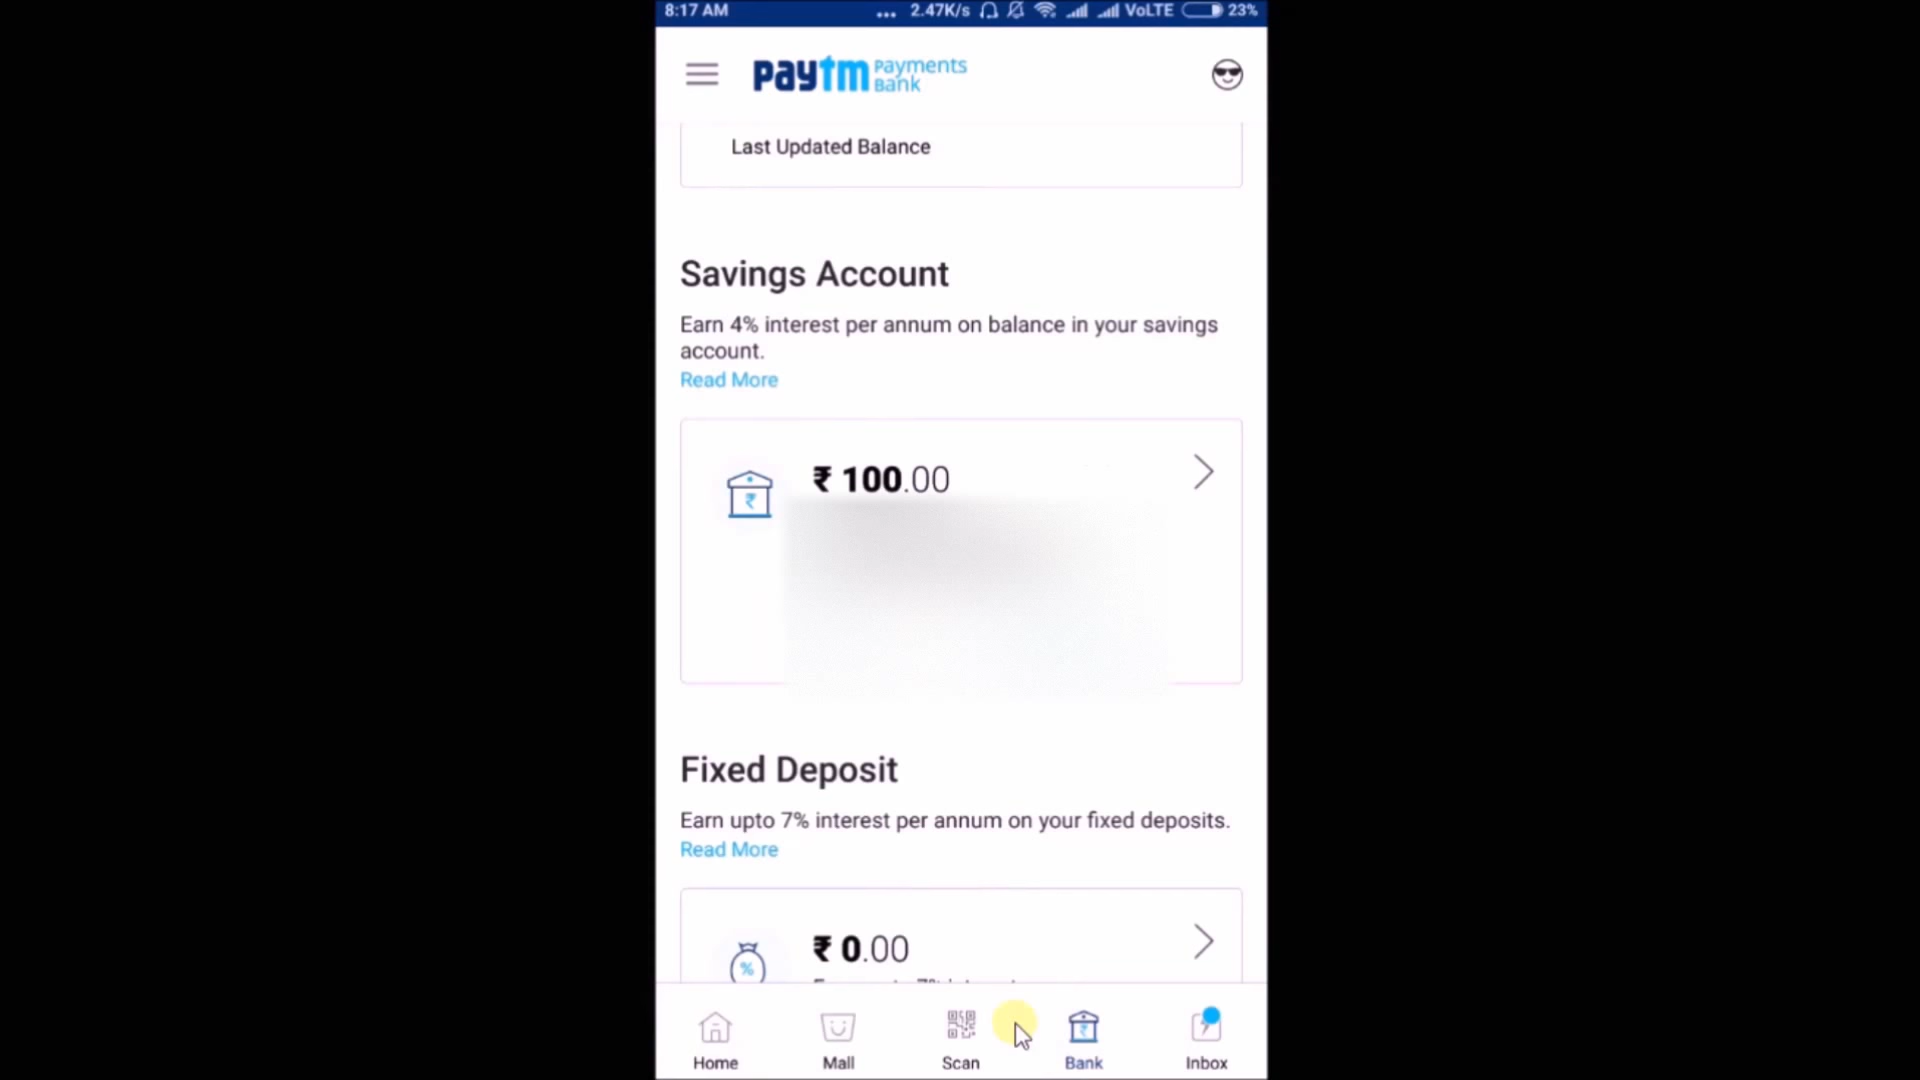 8:17 AM ... 2.47K/s VoLTE 23%
paytm Payments Bank
Last Updated Balance
Savings Account
Earn 4% interest per annum on balance in your savings
account.
Read More
₹ 100.00
Fixed Deposit
Earn upto 7% interest per annum on your fixed deposits.
Read More
₹ 0.00
Home Mall Scan Bank Inbox